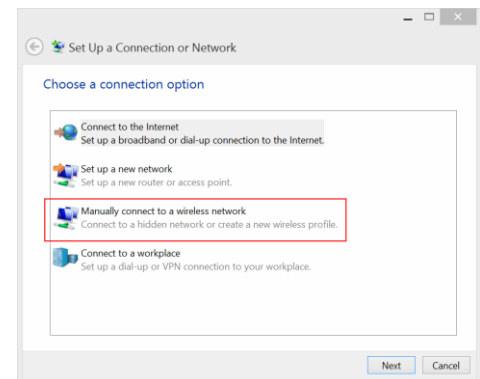 Set Up a Connection or Network
Choose a connection option
Connect to the Internet
Set up a broadband or dial-up connection to the Internet.
Set up a new network
Set up a new router or access point.
Manually connect to a wireless network
Connect to a hidden network or create a new wireless profile.
Connect to a workplace
Set up a dial-up or VPN connection to your workplace.
Next Cancel